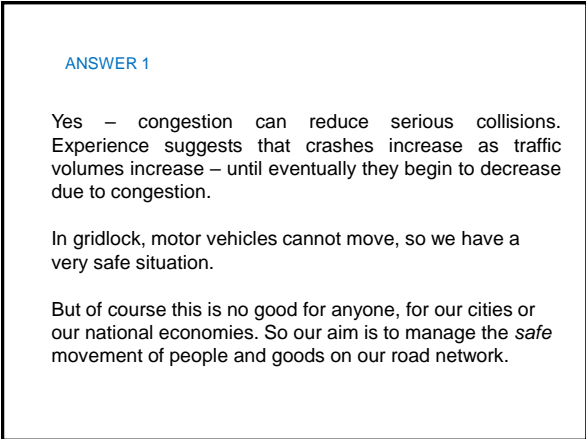 ANSWER 1
Yes – congestion can reduce serious collisions.
Experience suggests that crashes increase as traffic
volumes increase – until eventually they begin to decrease
due to congestion.
In gridlock, motor vehicles cannot move, so we have a
very safe situation.
But of course this is no good for anyone, for our cities or
our national economies. So our aim is to manage the safe
movement of people and goods on our road network.